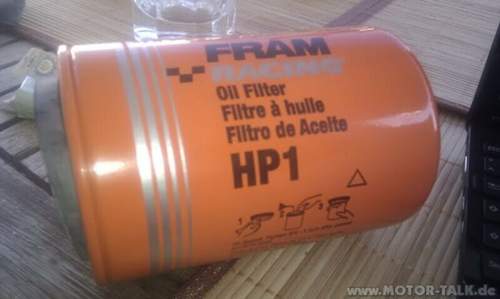 FRAM
RACING
Oil Filter
Filtre à huile
Filtro de Aceite
HP1
www.MOTOR-TALK.de